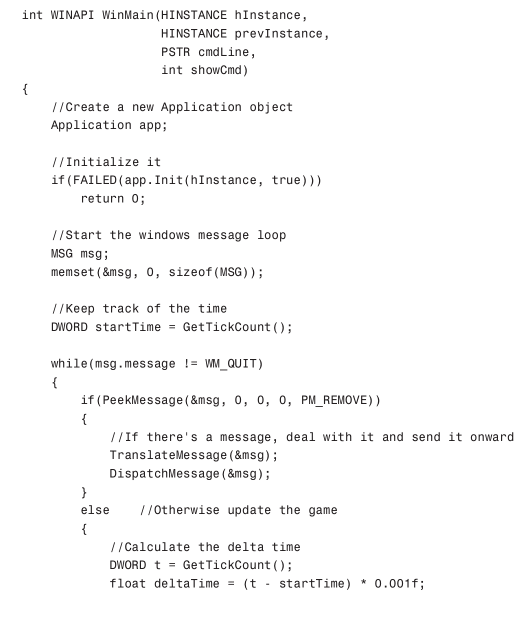 int WINAPI WinMain(HINSTANCE hInstance,
                   HINSTANCE prevInstance,
                   PSTR cmdLine,
                   int showCmd)
{
    //Create a new Application object
    Application app;

    //Initialize it
    if(FAILED(app.Init(hInstance, true)))
        return 0;

    //Start the windows message loop
    MSG msg;
    memset(&msg, 0, sizeof(MSG));

    //Keep track of the time
    DWORD startTime = GetTickCount();

    while(msg.message != WM_QUIT)
    {
        if(PeekMessage(&msg, 0, 0, 0, PM_REMOVE))
        {
            //If there's a message, deal with it and send it onward
            TranslateMessage(&msg);
            DispatchMessage(&msg);
        }
        else    //Otherwise update the game
        {
            //Calculate the delta time
            DWORD t = GetTickCount();
            float deltaTime = (t - startTime) * 0.001f;